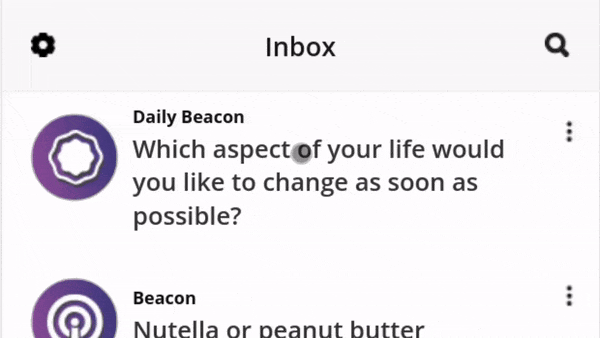 Inbox
Daily Beacon
Which aspect of your life would
you like to change as soon as
possible?
Beacon
Nutella or peanut butter